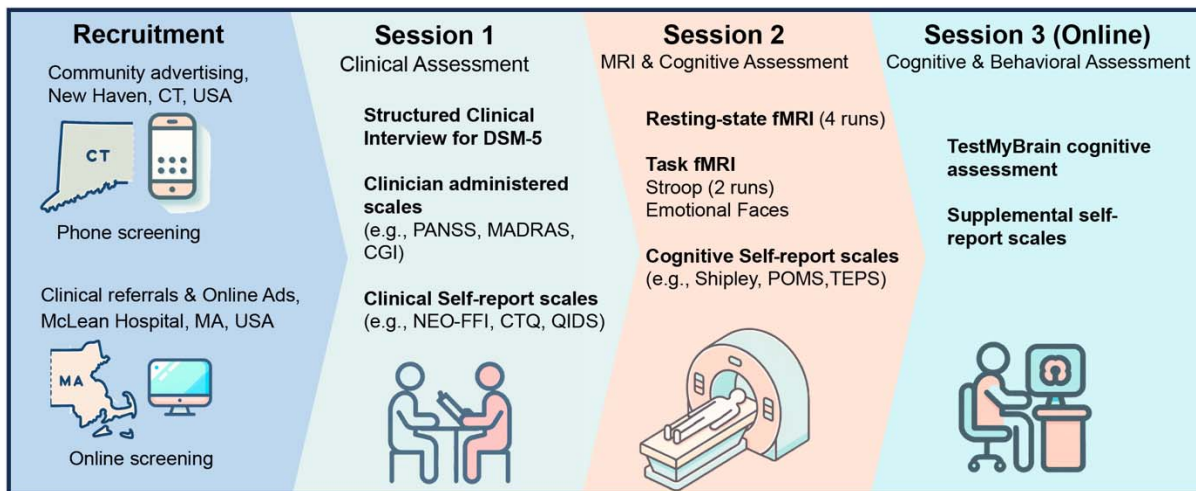 Recruitment
Community advertising,
New Haven, CT, USA
CT
Phone screening
Clinical referrals & Online Ads,
McLean Hospital, MA, USA
MA
Online screening
Session 1
Clinical Assessment
Structured Clinical
Interview for DSM-5
Clinician administered
scales
(e.g., PANSS, MADRAS,
CGI)
Clinical Self-report scales
(e.g., NEO-FFI, CTQ, QIDS)
Session 2
MRI & Cognitive Assessment
Resting-state fMRI (4 runs)
Task fMRI
Stroop (2 runs)
Emotional Faces
Cognitive Self-report scales
(e.g., Shipley, POMS,TEPS)
Session 3 (Online)
Cognitive & Behavioral Assessment
TestMyBrain cognitive
assessment
Supplemental self-
report scales